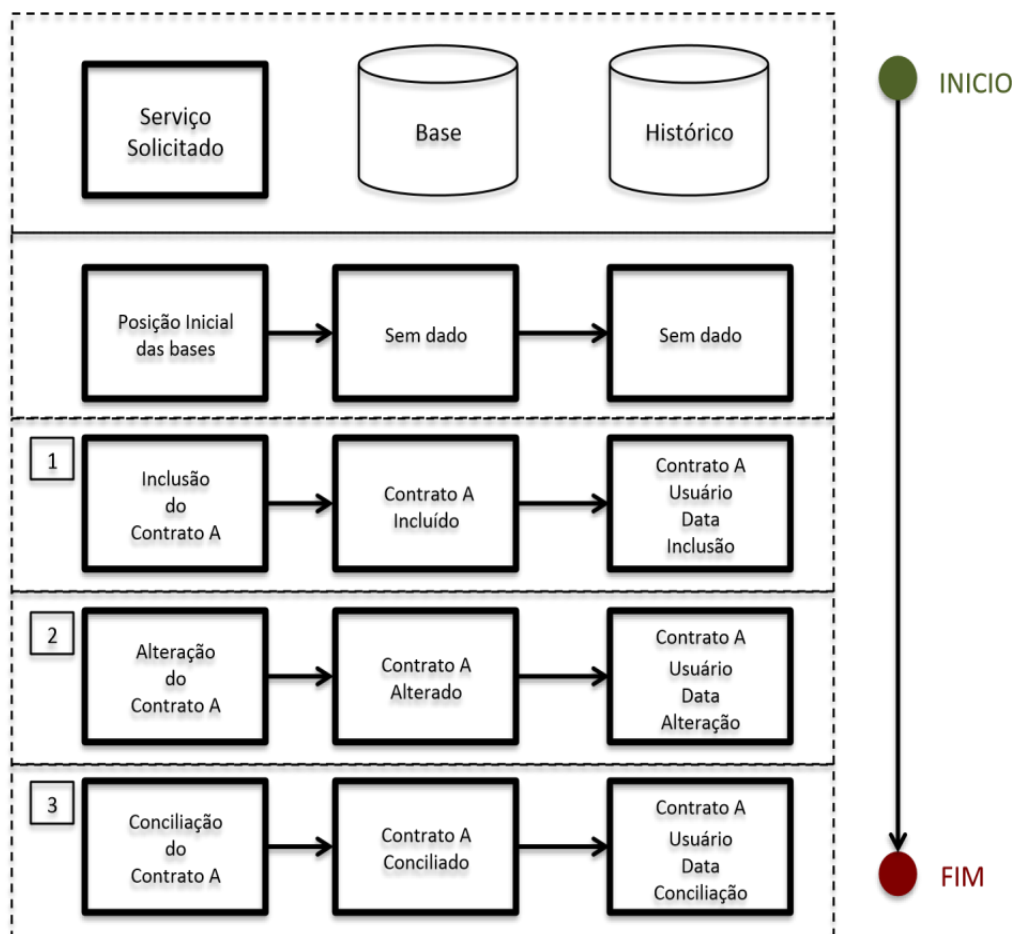 Serviço
Solicitado
Base
Histórico
INICIO
Posição Inicial
das bases
Sem dado
Sem dado
1
Inclusão
do
Contrato A
Contrato A
Incluído
Contrato A
Usuário
Data
Inclusão
2
Alteração
do
Contrato A
Contrato A
Alterado
Contrato A
Usuário
Data
Alteração
3
Conciliação
do
Contrato A
Contrato A
Conciliado
Contrato A
Usuário
Data
Conciliação
FIM